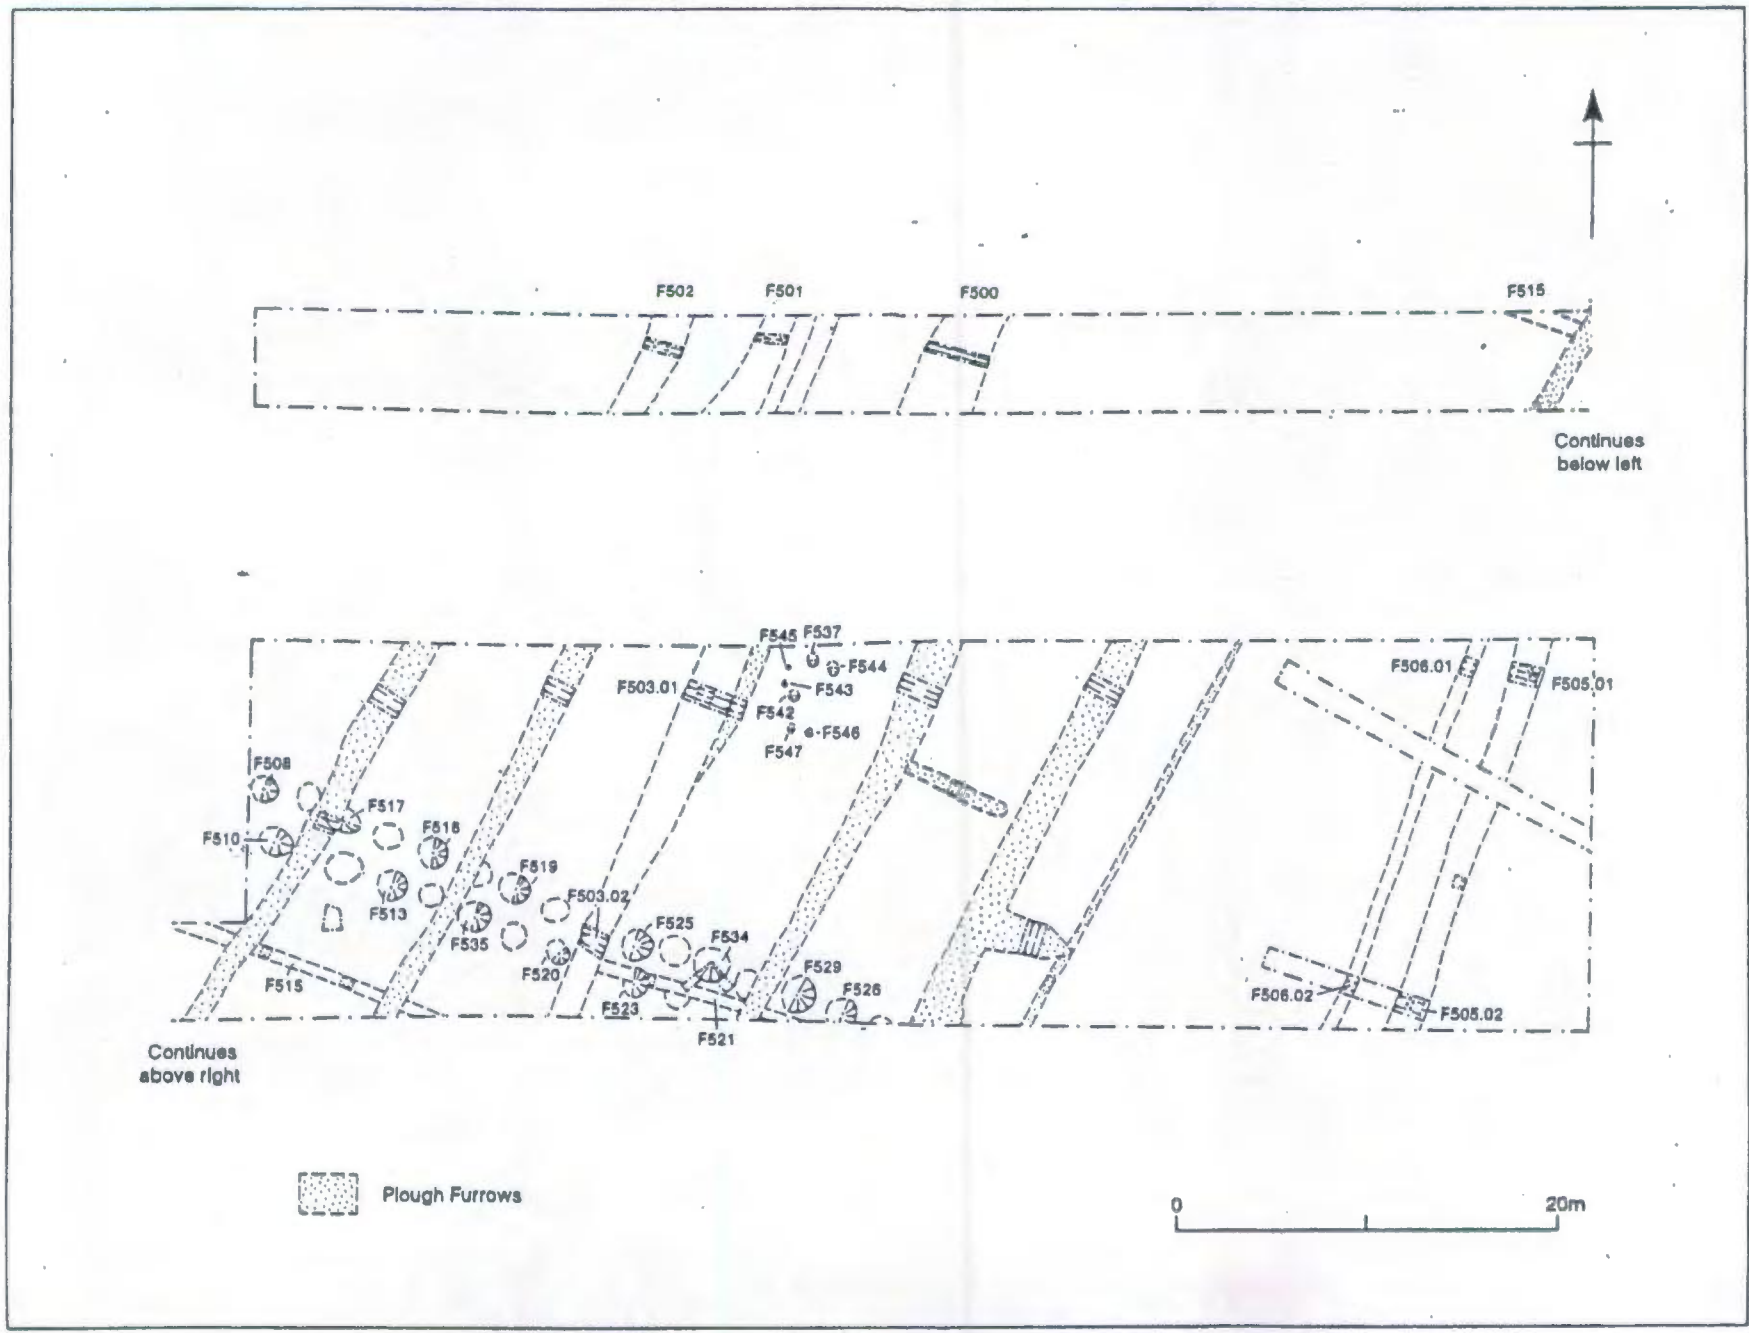 F502 F501 F500 F515
Continues
below left
F545 F537
F544
F506.01
F503.01
F543
F505.01
F542
F546
F547
F508
F517
F510
F518
F519
F503.02
F513
F525
F535
F534
F520
F529
F515
F526
F523
F506.02
F505.02
F521
Continues
above right
Plough Furrows
0 20m